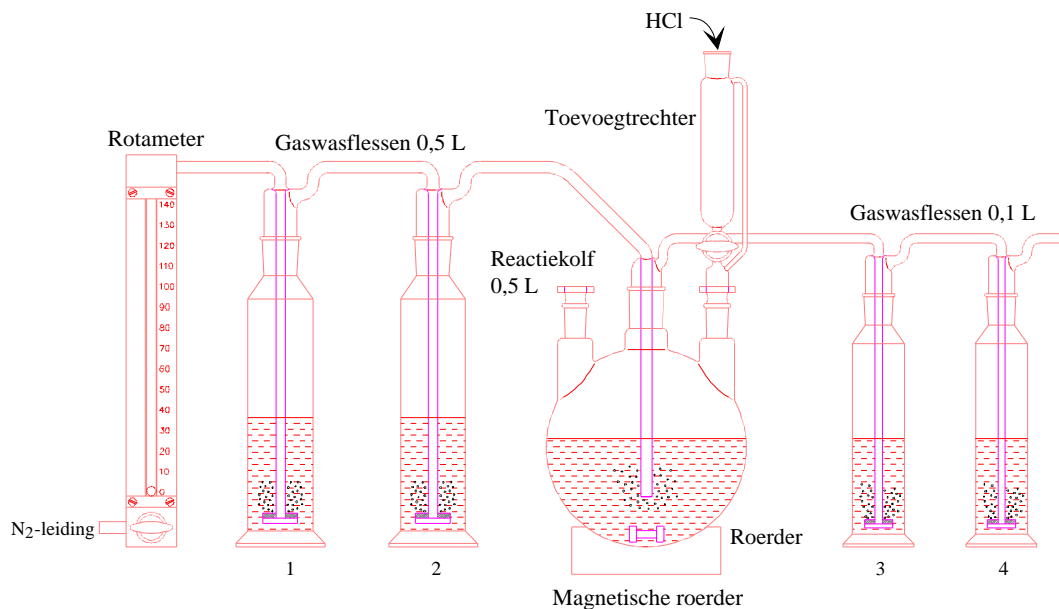 HCl
Toevoegtrechter
Rotameter
Gaswasflessen 0,5 L
Gaswasflessen 0,1 L
Reactiekolf
0,5 L
140
130
120
110
100
90
80
70
60
50
40
30
20
10
0
N2-leiding
Roerder
1
2
3
4
Magnetische roerder